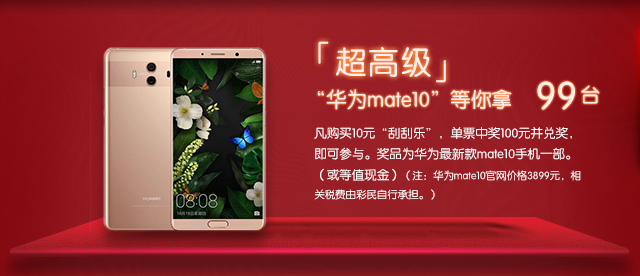 「超高级」
“华为mate10”等你拿 99台
凡购买10元“刮刮乐”，单票中奖100元并兑奖，
即可参与。奖品为华为最新款mate10手机一部。
（或等值现金）（注：华为mate10官网价格3899元，相
关税费由彩民自行承担。）
HUAWEI
08:08